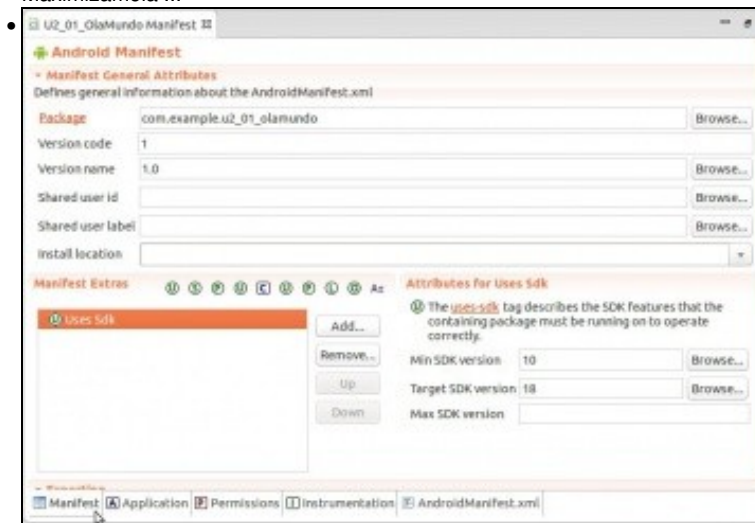 U2_01_OlaMundo Manifest
Android Manifest
Manifest General Attributes
Defines general information about the AndroidManifest.xml
Package com.example.u2_01_olamundo Browse...
Version code 1
Version name 1.0 Browse...
Shared user id Browse...
Shared user label Browse...
Install location
Manifest Extras U S P U C U P L Az
Uses Sdk
Add...
Remove...
Up
Down
Attributes for Uses Sdk
The uses-sdk tag describes the SDK features that the
containing package must be running on to operate
correctly.
Min SDK version 10 Browse...
Target SDK version 18 Browse...
Max SDK version
Manifest Application Permissions Instrumentation AndroidManifest.xml